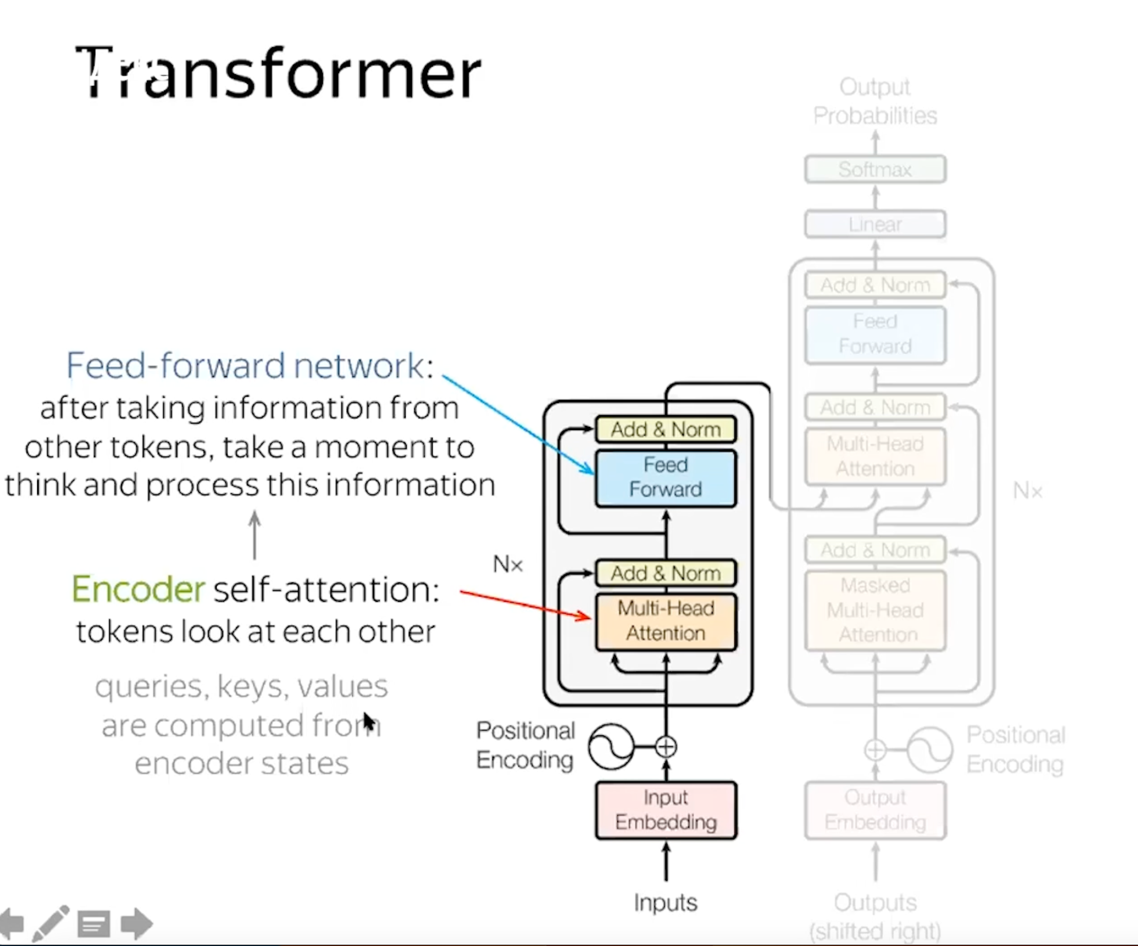 Transformer
Feed-forward network:
after taking information from
other tokens, take a moment to
think and process this information
Encoder self-attention:
tokens look at each other
queries, keys, values
are computed from
encoder states
Add & Norm
Feed
Forward
Nx
Add & Norm
Multi-Head
Attention
Positional
Encoding
Input
Embedding
Inputs
Output
Probabilities
Softmax
Linear
Add & Norm
Feed
Forward
Add & Norm
Multi-Head
Attention
Nx
Add & Norm
Masked
Multi-Head
Attention
Positional
Encoding
Output
Embedding
Outputs
(shifted right)